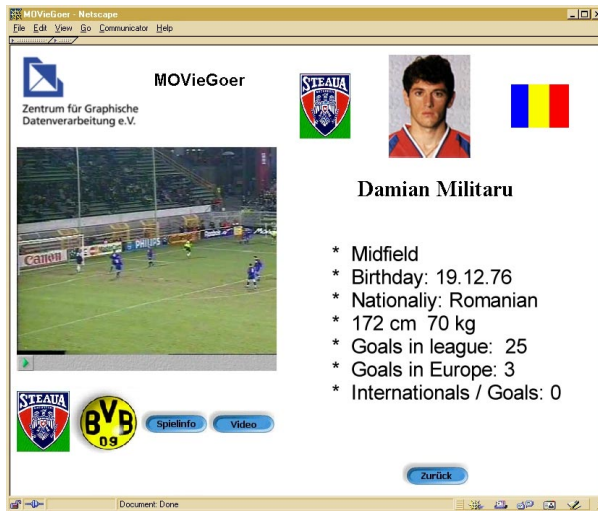 MOVieGoer - Netscape
File Edit View Go Communicator Help
Zentrum für Graphische
Datenverarbeitung e.V.
MOVieGoer
STEAUA
Damian Militaru
Canon
PHILIPS
* Midfield
* Birthday: 19.12.76
* Nationaliy: Romanian
* 172 cm 70 kg
* Goals in league: 25
* Goals in Europe: 3
* Internationals / Goals: 0
STEAUA
BVB
09
Spielinfo
Video
Zurück
Document: Done